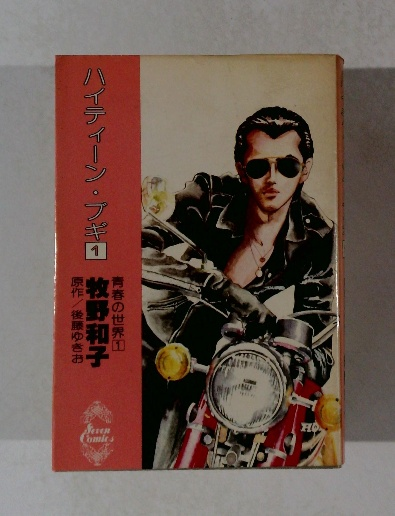 ハイティーン・ブギ
1
青春の世界1
牧野和子
原作/後藤ゆきお
Seven
Comics